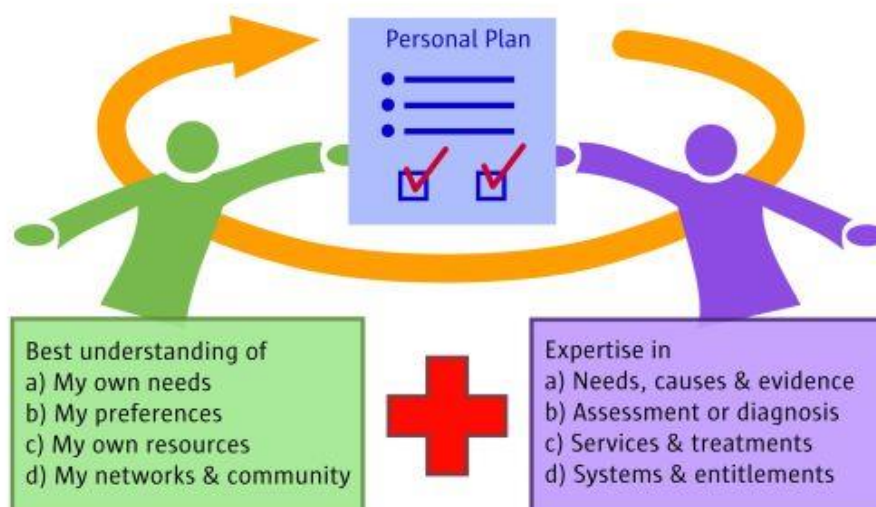 Personal Plan
Best understanding of
a) My own needs
b) My preferences
c) My own resources
d) My networks & community
Expertise in
a) Needs, causes & evidence
b) Assessment or diagnosis
c) Services & treatments
d) Systems & entitlements